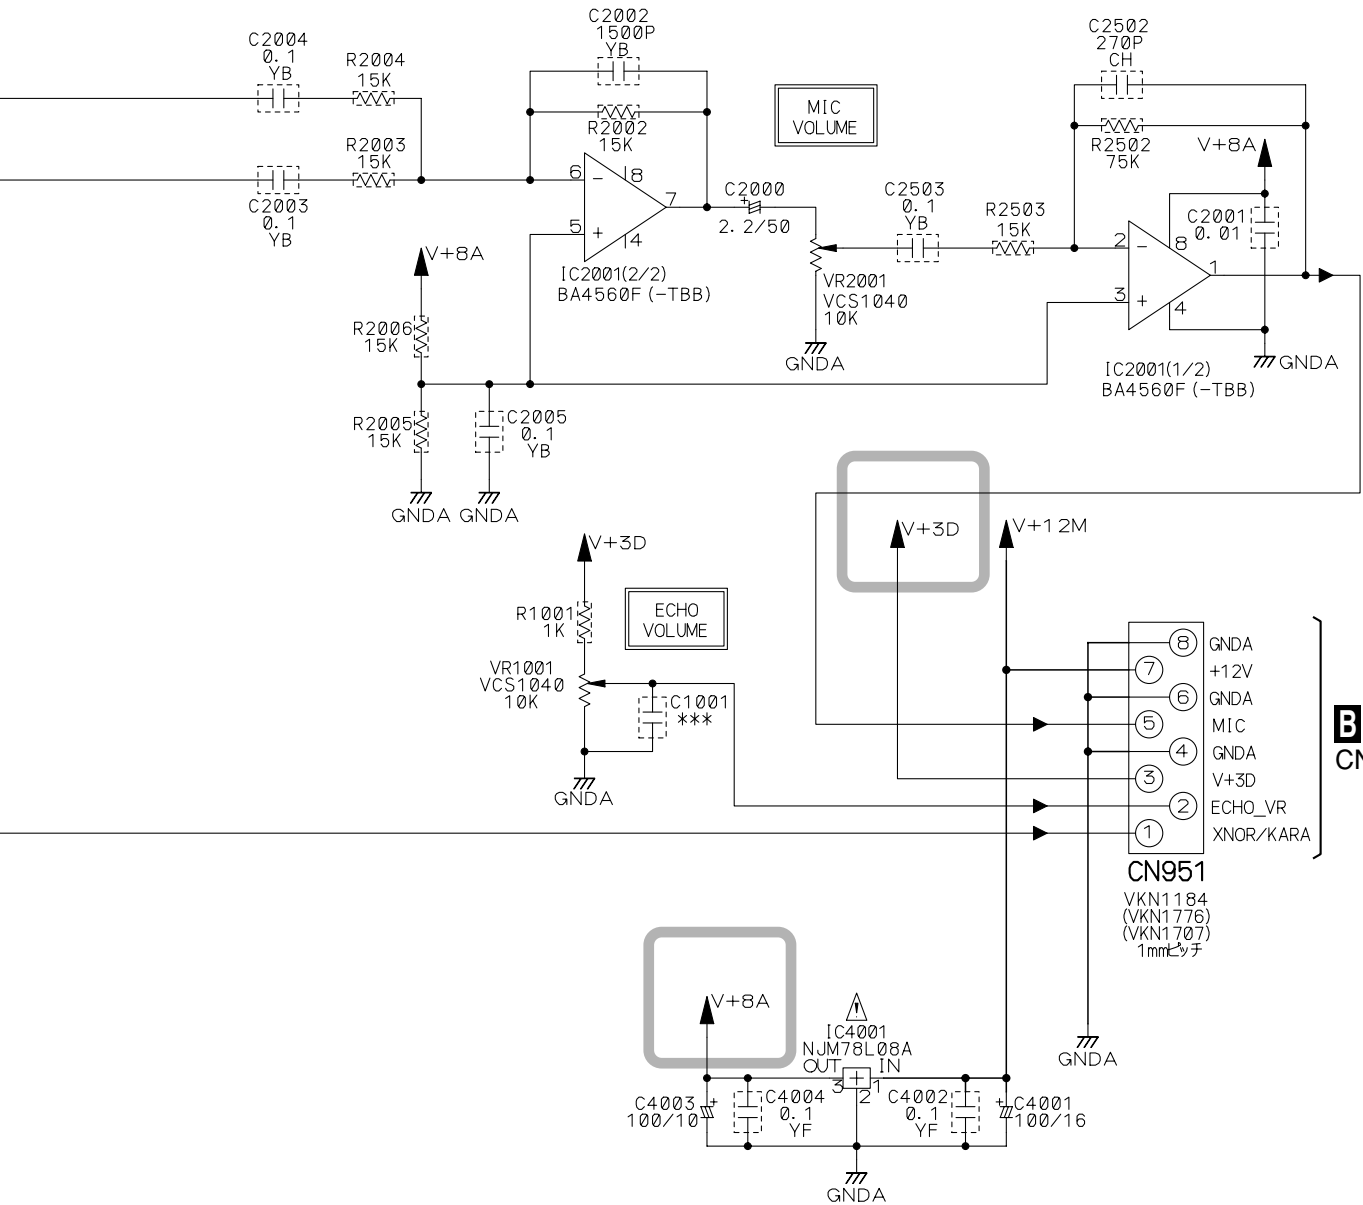 C2004
0.1
YB
R2004
15K
C2002
1500P
YB
R2002
15K
MIC
VOLUME
C2502
270P
CH
R2502
75K
V+8A
R2003
15K
C2003
0.1
YB
6
8
-
7
5
+
4
IC2001(2/2)
BA4560F(-TBB)
C2000
+
2.2/50
C2503
0.1
YB
R2503
15K
C2001
0.01
2
-
8
1
3
+
4
V+8A
VR2001
VCS1040
10K
GNDA
GNDA
IC2001(1/2)
BA4560F(-TBB)
R2006
15K
R2005
15K
C2005
0.1
YB
GNDA
GNDA
V+3D
V+12M
V+3D
R1001
1K
ECHO
VOLUME
VR1001
VCS1040
10K
C1001
***
GNDA
8 GNDA
7 +12V
6 GNDA
5 MIC
4 GNDA
3 V+3D
2 ECHO_VR
1 XNOR/KARA
B
CN
CN951
VKN1184
(VKN1776)
(VKN1707)
1mmピッチ
GNDA
V+8A
!
IC4001
NJM78L08A
OUT
IN
3
+
1
2
C4003
100/10
+
C4004
0.1
YF
C4002
0.1
YF
+
C4001
100/16
GNDA